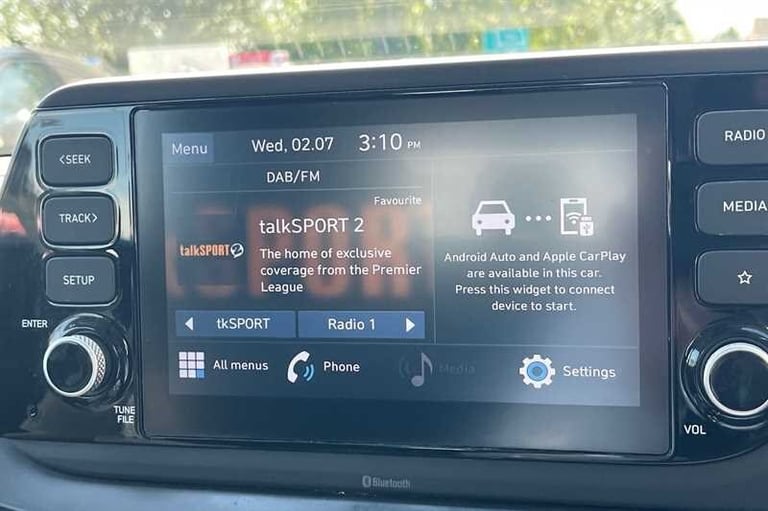 <SEEK
TRACK>
SETUP
ENTER
TUNE
FILE
Menu
Wed, 02.07
3:10 PM
DAB/FM
Favourite
talkSPORT 2
talkSPORT 2
The home of exclusive
coverage from the Premier
League
tkSPORT
Radio 1
Android Auto and Apple CarPlay
are available in this car.
Press this widget to connect
device to start.
All menus
Phone
Media
Settings
RADIO
MEDIA
VOL
Bluetooth